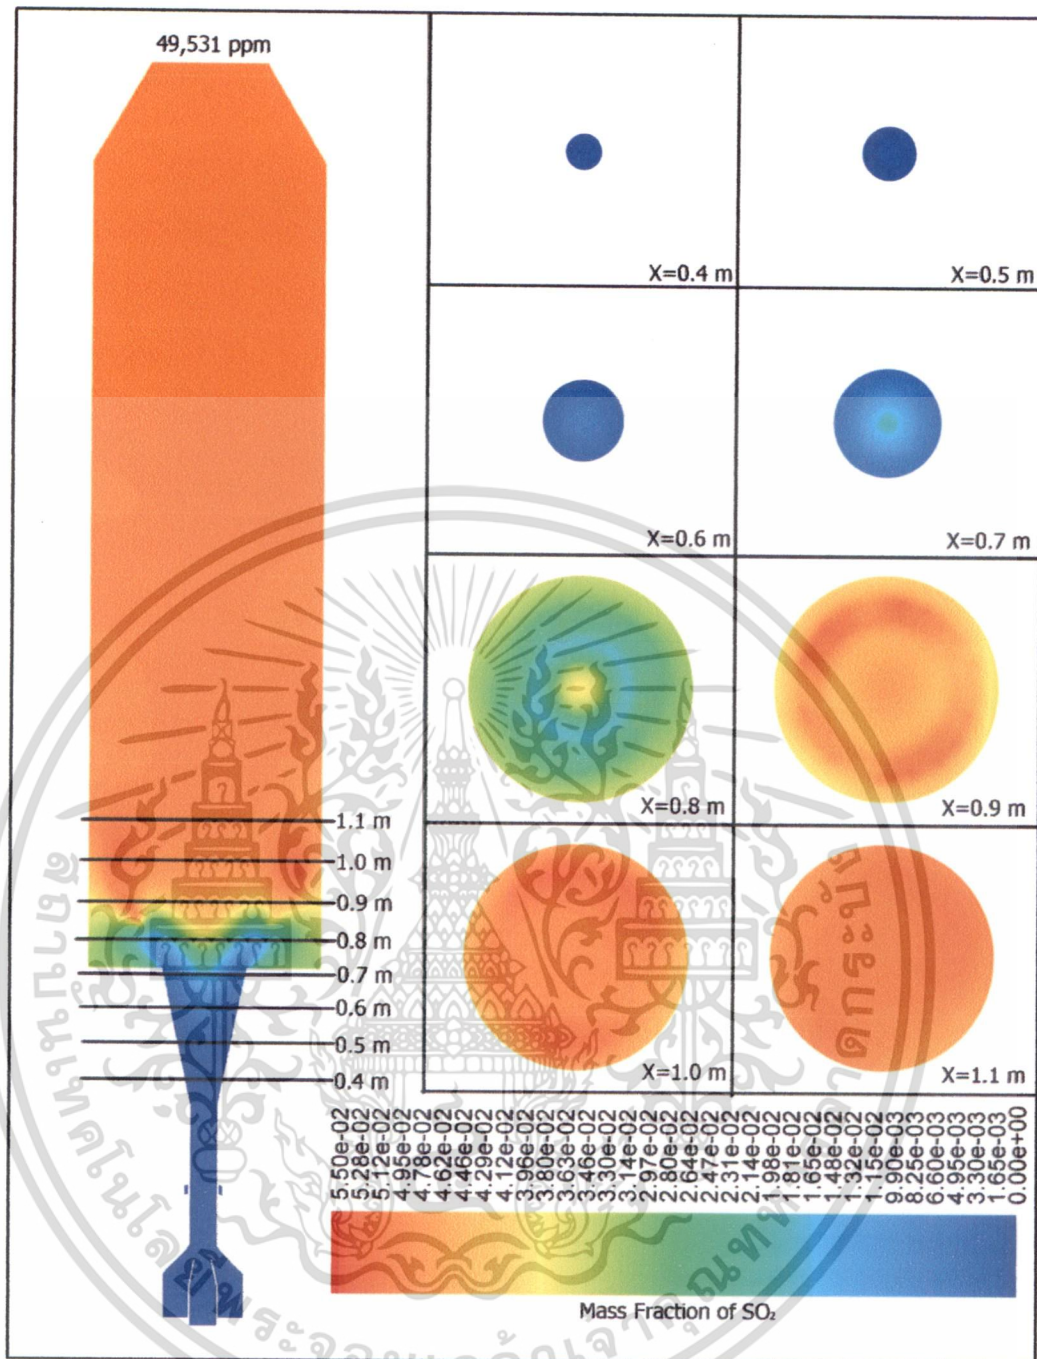 49,531 ppm
X=0.4 m
X=0.5 m
X=0.6 m
X=0.7 m
X=0.8 m
X=0.9 m
X=1.0 m
X=1.1 m
1.1 m
1.0 m
0.9 m
0.8 m
0.7 m
0.6 m
0.5 m
0.4 m
5.50e-02
5.28e-02
5.12e-02
4.95e-02
4.78e-02
4.62e-02
4.46e-02
4.29e-02
4.12e-02
3.96e-02
3.80e-02
3.63e-02
3.46e-02
3.30e-02
3.14e-02
2.97e-02
2.80e-02
2.64e-02
2.47e-02
2.31e-02
2.14e-02
1.98e-02
1.81e-02
1.65e-02
1.48e-02
1.32e-02
1.15e-02
9.90e-03
8.25e-03
6.60e-03
4.95e-03
3.30e-03
1.65e-03
0.00e+00
Mass Fraction of SO₂